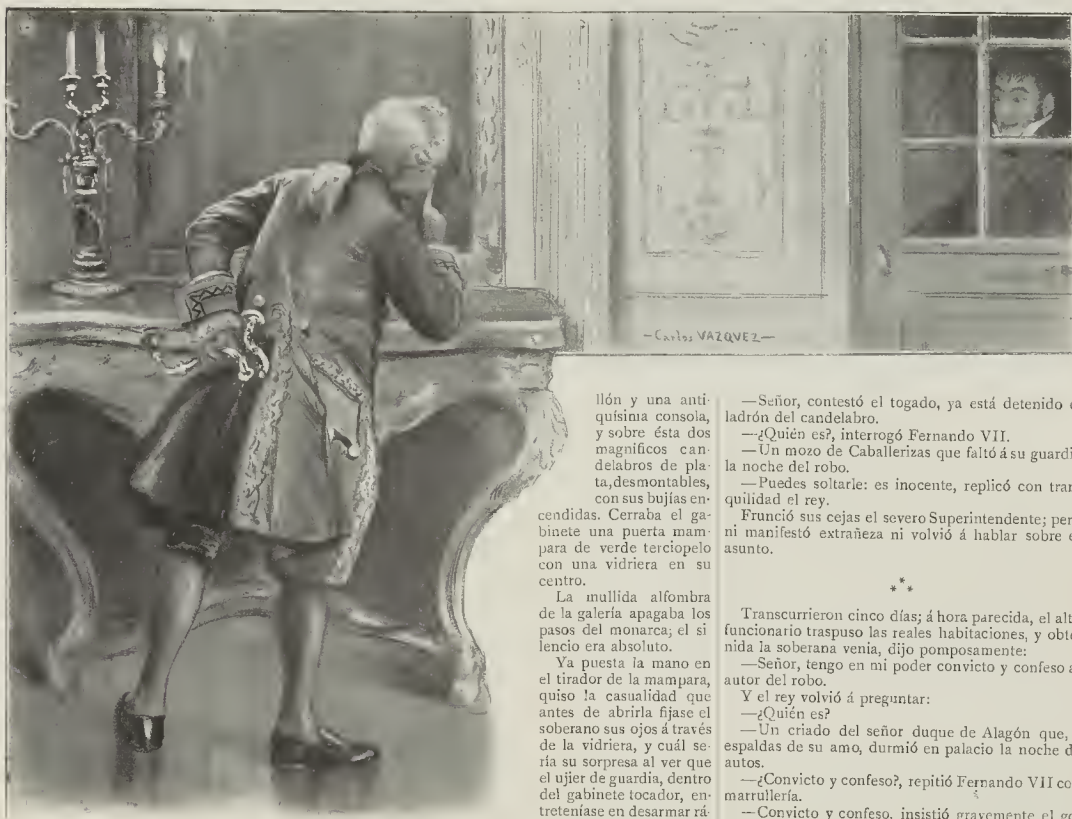 —Carlos VAZQVEZ—
llón y una anti-
quísima consola,
y sobre ésta dos
magníficos can-
delabros de pla-
ta, desmontables,
con sus bujías en-
cendidas. Cerraba el ga-
binete una puerta mam-
para de verde terciopelo
con una vidriera en su
centro.
La mullida alfombra
de la galería apagaba los
pasos del monarca; el si
lencio era absoluto.
Ya puesta la mano en
el tirador de la mampara,
quiso la casualidad que
antes de abrirla fijase el
soberano sus ojos á través
de la vidriera, y cuál se-
ría su sorpresa al ver que
el ujier de guardia, dentro
del gabinete tocador, en-
treteníase en desarmar rá-
—Señor, contestó el togado, ya está detenido e
ladrón del candelabro.
—¿Quién es?, interrogó Fernando VII.
—Un mozo de Caballerizas que faltó á su guardi
la noche del robo.
—Puedes soltarle: es inocente, replicó con tran
quilidad el rey.
Frunció sus cejas el severo Superintendente; per
ni manifestó extrañeza ni volvió á hablar sobre e
asunto.
***
Transcurrieron cinco días; á hora parecida, el alt
funcionario traspuso las reales habitaciones, y obte
nida la soberana venia, dijo pomposamente:
—Señor, tengo en mi poder convicto y confeso a
autor del robo.
Y el rey volvió á preguntar:
—¿Quién es?
—Un criado del señor duque de Alagón que,
espaldas de su amo, durmió en palacio la noche d
autos.
—¿Convicto y confeso?, repitió Fernando VII co
marrullería.
—Convicto y confeso, insistió gravemente el go